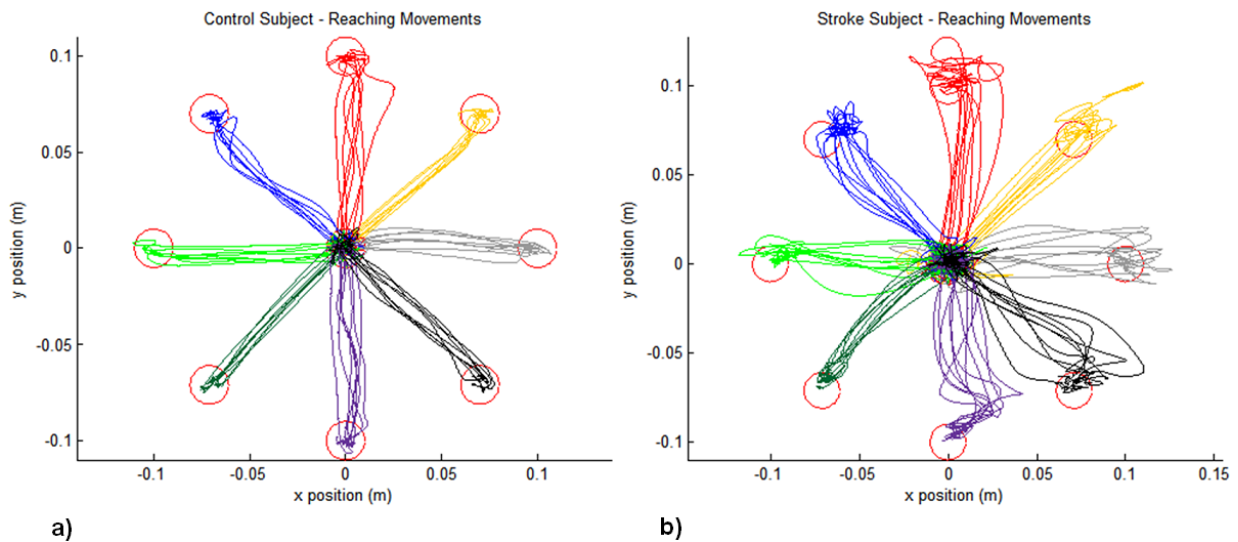 Control Subject - Reaching Movements
0.1
0.05
0
-0.05
-0.1
y position (m)
-0.1
-0.05
0
0.05
0.1
x position (m)
a)
Stroke Subject - Reaching Movements
0.1
0.05
0
-0.05
-0.1
y position (m)
-0.1
-0.05
0
0.05
0.1
0.15
x position (m)
b)